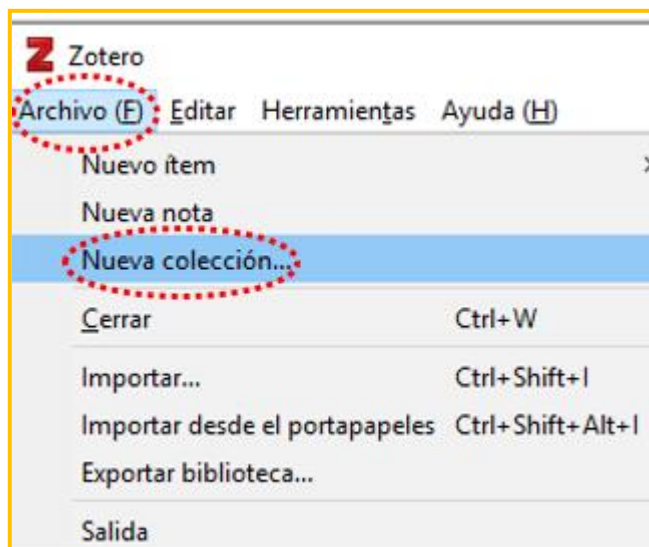 Zotero
Archivo (F) Editar Herramientas Ayuda (H)
Nuevo ítem
Nueva nota
Nueva colección...
Cerrar Ctrl+W
Importar... Ctrl+Shift+I
Importar desde el portapapeles Ctrl+Shift+Alt+I
Exportar biblioteca...
Salida